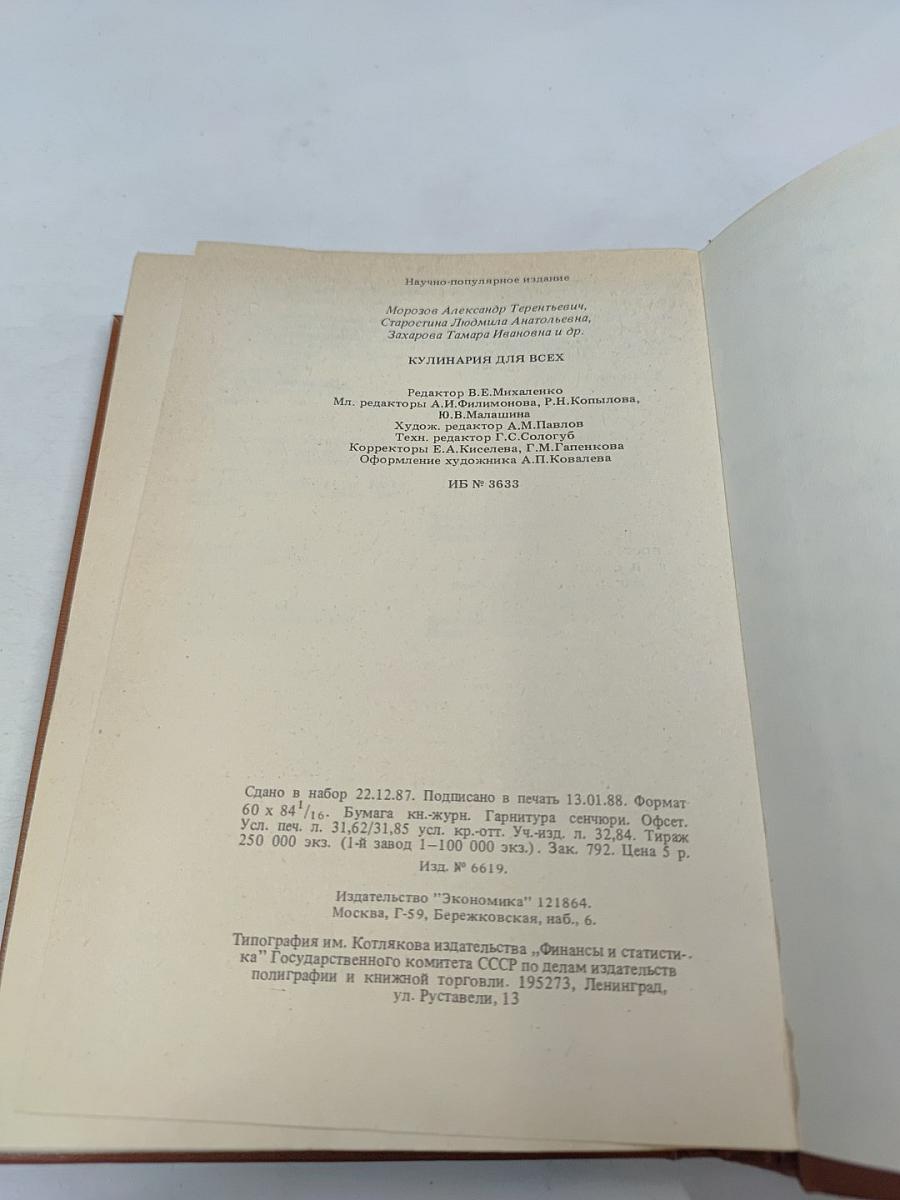 Научно-популярное издание
Морозов Александр Терентьевич,
Старостина Людмила Анатольевна,
Захарова Тамара Ивановна и др.
КУЛИНАРИЯ ДЛЯ ВСЕХ
Редактор В.Е.Михаленко
Мл. редакторы А.И.Филимонова, Р.Н.Копылова,
Ю.В.Малашина
Худож. редактор А.М.Павлов
Техн. редактор Г.С.Сологуб
Корректоры Е.А.Киселева, Г.М.Гапенкова
Оформление художника А.П.Ковалева
ИБ № 3633
Сдано в набор 22.12.87. Подписано в печать 13.01.88. Формат
60 x 84 1/16. Бумага кн.-журн. Гарнитура сенчюри. Офсет.
Усл. печ. л. 31,62/31,85 усл. кр.-отт. Уч.-изд. л. 32,84. Тираж
250 000 экз. (1-й завод 1–100 000 экз.). Зак. 792. Цена 5 р.
Изд. № 6619.
Издательство "Экономика" 121864.
Москва, Г-59, Бережковская, наб., 6.
Типография им. Котлякова издательства „Финансы и статисти-
ка" Государственного комитета СССР по делам издательств
полиграфии и книжной торговли. 195273, Ленинград,
ул. Руставели, 13